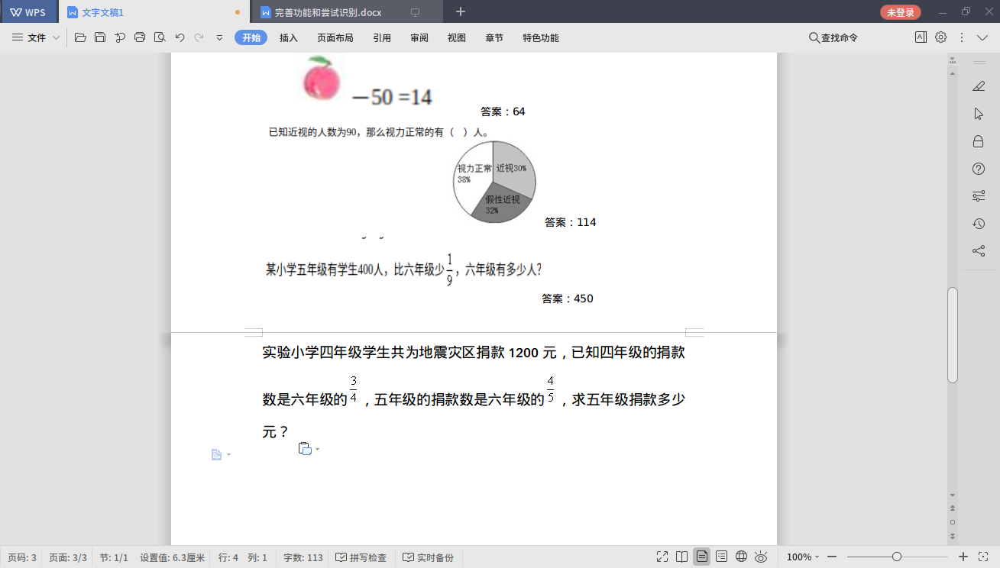 WPS
文字文稿1
完善功能和尝试识别.docx
未登录
文件
开始
插入
页面布局
引用
审阅
视图
章节
特色功能
查找命令
－50 =14
答案：64
已知近视的人数为90，那么视力正常的有（ ）人。
视力正常 38%
近视30%
假性近视 32%
答案：114
某小学五年级有学生400人，比六年级少1/9，六年级有多少人?
答案：450
实验小学四年级学生共为地震灾区捐款 1200 元，已知四年级的捐款
数是六年级的3/4，五年级的捐款数是六年级的4/5，求五年级捐款多少
元？
页码: 3
页面: 3/3
节: 1/1
设置值: 6.3厘米
行: 4
列: 1
字数: 113
拼写检查
实时备份
100%